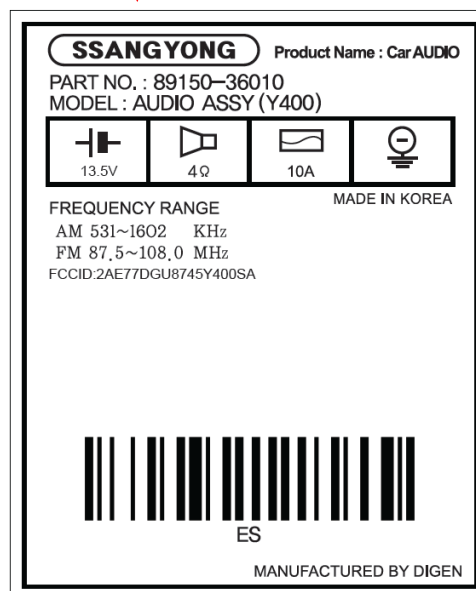 SSANGYONG Product Name : Car AUDIO
PART NO. : 89150-36010
MODEL : AUDIO ASSY (Y400)
13.5V 4Ω 10A
MADE IN KOREA
FREQUENCY RANGE
AM 531~1602 KHz
FM 87.5~108.0 MHz
FCCID:2AE77DGU8745Y400SA
ES
MANUFACTURED BY DIGEN